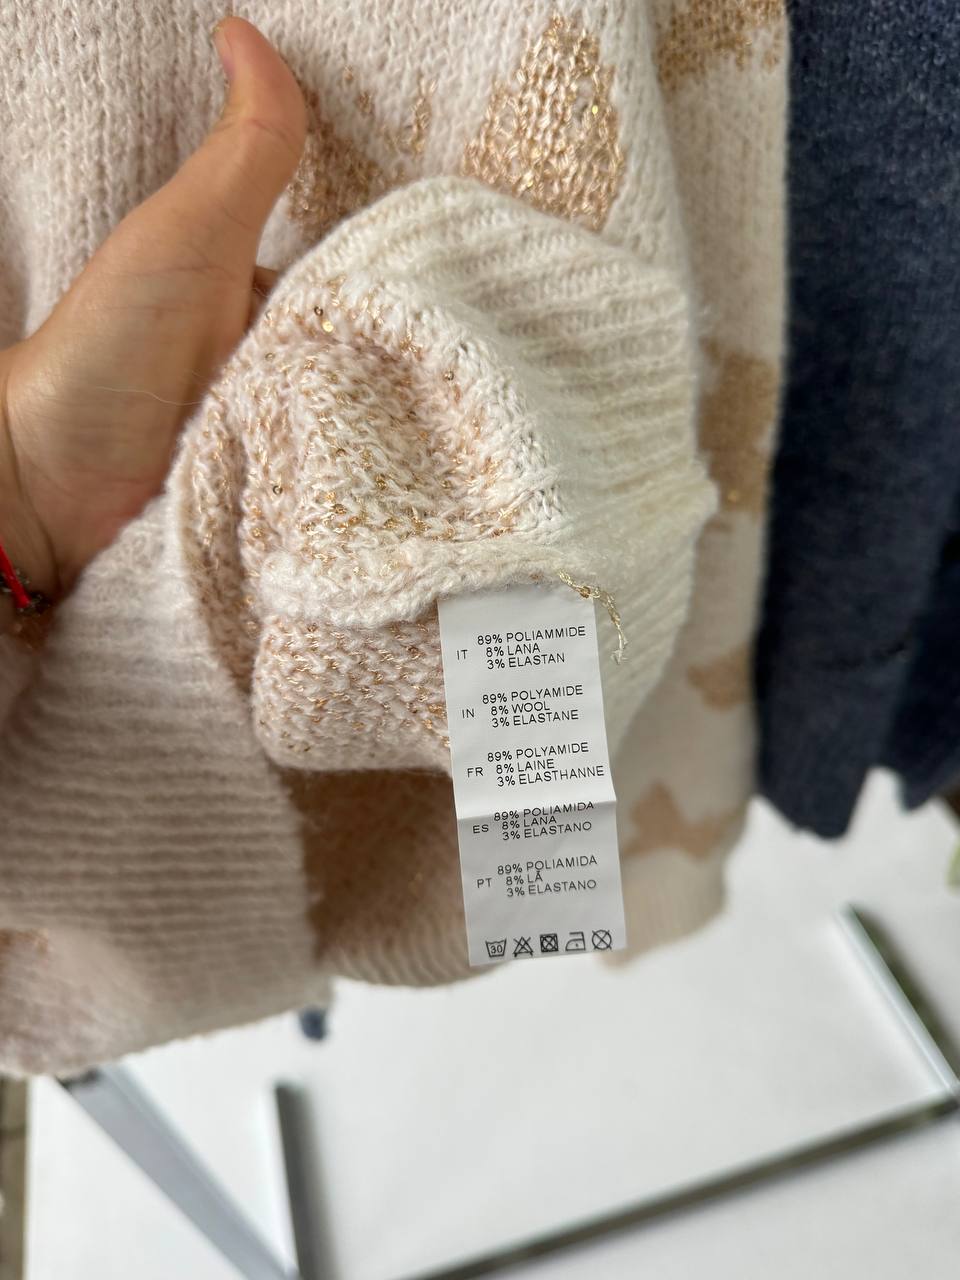 IT 89% POLIAMMIDE
8% LANA
3% ELASTAN
IN 89% POLYAMIDE
8% WOOL
3% ELASTANE
FR 89% POLYAMIDE
8% LAINE
3% ELASTHANNE
ES 89% POLIAMIDA
8% LANA
3% ELASTANO
PT 89% POLIAMIDA
8% LÃ
3% ELASTANO
30